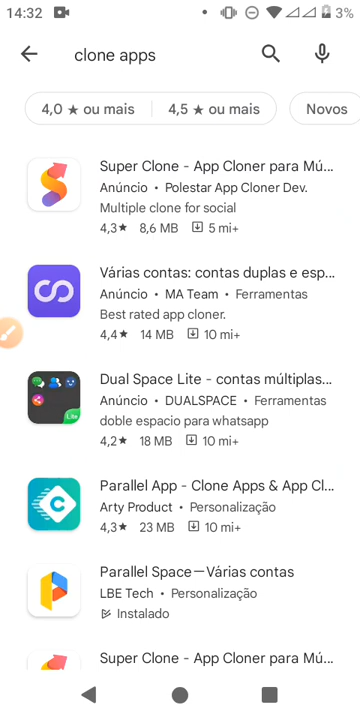 14:32
3%
clone apps
4,0 ★ ou mais
4,5 ★ ou mais
Novos
Super Clone - App Cloner para Mú...
Anúncio • Polestar App Cloner Dev.
Multiple clone for social
4,3★ 8,6 MB 5 mi+
Várias contas: contas duplas e esp...
Anúncio • MA Team • Ferramentas
Best rated app cloner.
4,4★ 14 MB 10 mi+
Dual Space Lite - contas múltiplas...
Anúncio • DUALSPACE • Ferramentas
doble espacio para whatsapp
4,2★ 18 MB 10 mi+
Lite
Parallel App - Clone Apps & App Cl...
Arty Product • Personalização
4,3★ 23 MB 10 mi+
Parallel Space—Várias contas
LBE Tech • Personalização
Instalado
Super Clone - App Cloner para Mú...